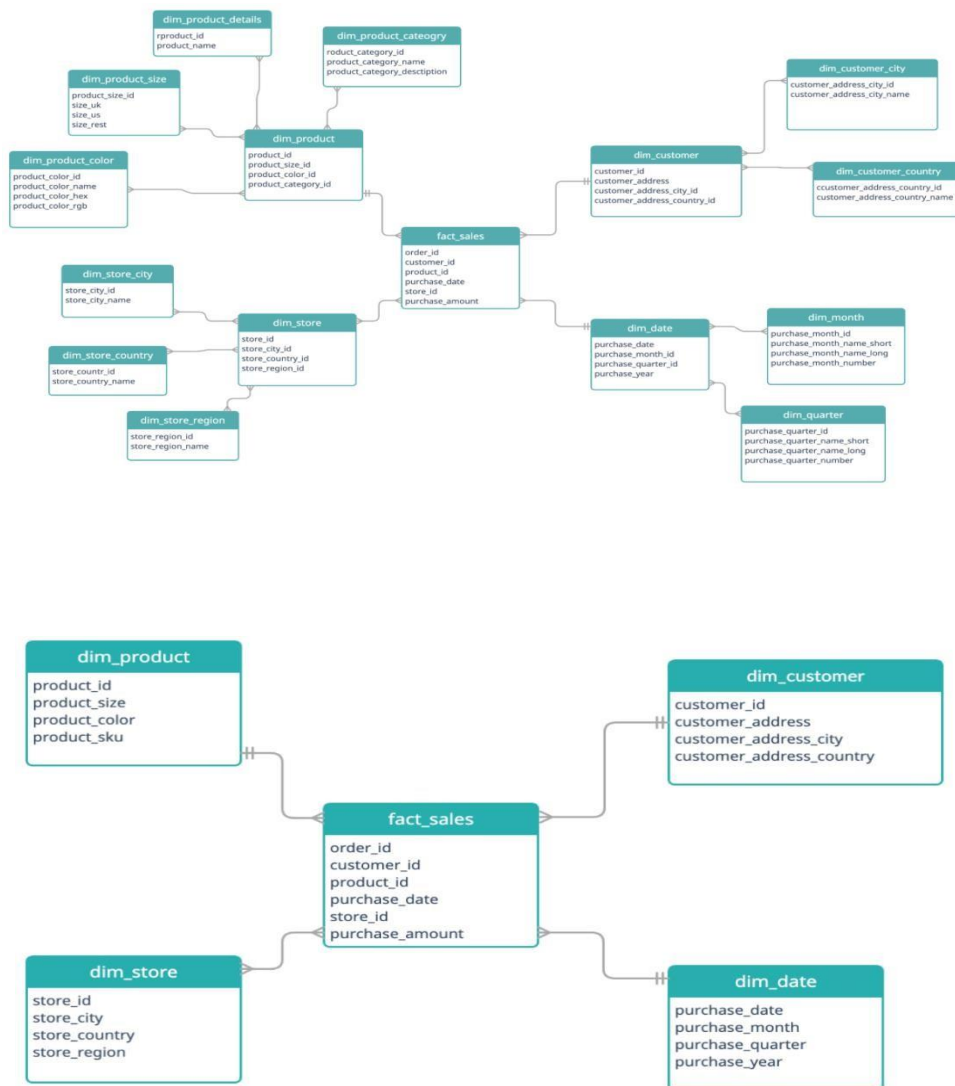 dim_product_details
rproduct_id
product_name
dim_product_cateogry
roduct_category_id
product_category_name
product_category_desctiption
dim_product_size
product_size_id
size_uk
size_us
size_rest
dim_product
product_id
product_size_id
product_color_id
product_category_id
dim_product_color
product_color_id
product_color_name
product_color_hex
product_color_rgb
dim_customer_city
customer_address_city_id
customer_address_city_name
dim_customer
customer_id
customer_address
customer_address_city_id
customer_address_country_id
dim_customer_country
ccustomer_address_country_id
customer_address_country_name
fact_sales
order_id
customer_id
product_id
purchase_date
store_id
purchase_amount
dim_store_city
store_city_id
store_city_name
dim_store
store_id
store_city_id
store_country_id
store_region_id
dim_store_country
store_countr_id
store_country_name
dim_store_region
store_region_id
store_region_name
dim_date
purchase_date
purchase_month_id
purchase_quarter_id
purchase_year
dim_month
purchase_month_id
purchase_month_name_short
purchase_month_name_long
purchase_month_number
dim_quarter
purchase_quarter_id
purchase_quarter_name_short
purchase_quarter_name_long
purchase_quarter_number
dim_product
product_id
product_size
product_color
product_sku
dim_customer
customer_id
customer_address
customer_address_city
customer_address_country
fact_sales
order_id
customer_id
product_id
purchase_date
store_id
purchase_amount
dim_store
store_id
store_city
store_country
store_region
dim_date
purchase_date
purchase_month
purchase_quarter
purchase_year